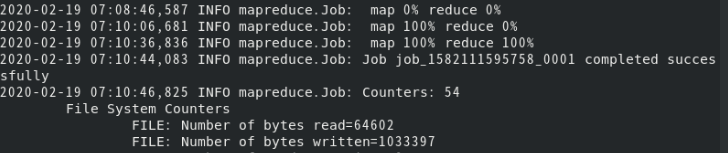 2020-02-19 07:08:46,587 INFO mapreduce.Job:  map 0% reduce 0%
2020-02-19 07:10:06,681 INFO mapreduce.Job:  map 100% reduce 0%
2020-02-19 07:10:36,836 INFO mapreduce.Job:  map 100% reduce 100%
2020-02-19 07:10:44,083 INFO mapreduce.Job: Job job_1582111595758_0001 completed succes
sfully
2020-02-19 07:10:46,825 INFO mapreduce.Job: Counters: 54
        File System Counters
                FILE: Number of bytes read=64602
                FILE: Number of bytes written=1033397